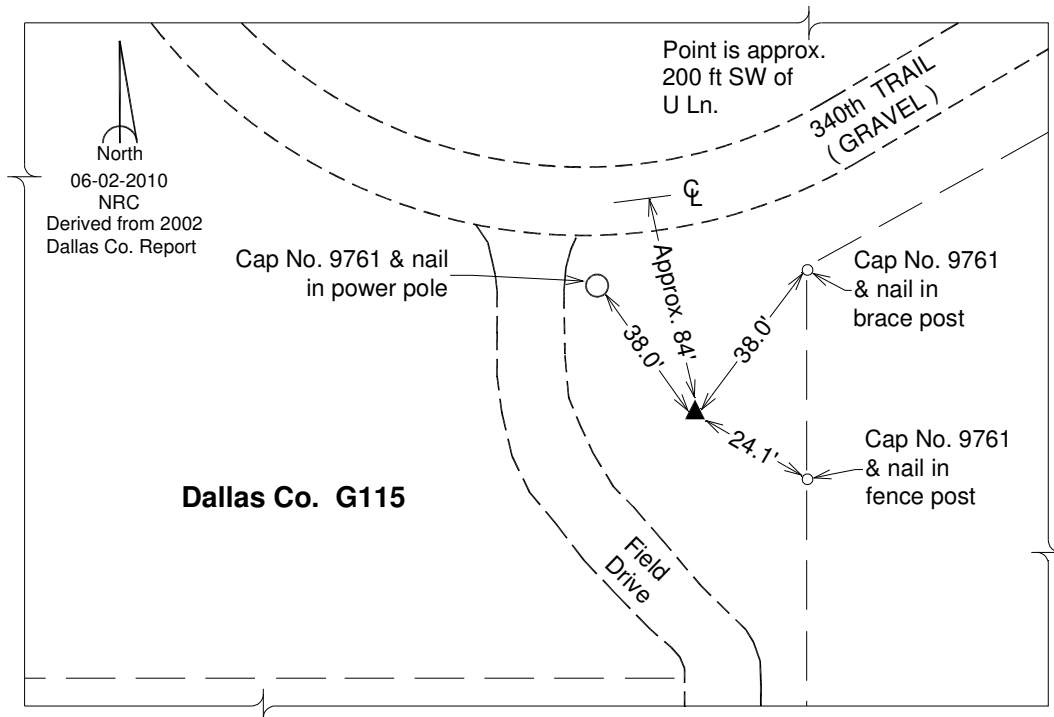 Point is approx.
200 ft SW of
U Ln.
340th TRAIL
( GRAVEL )
North
06-02-2010
NRC
Derived from 2002
Dallas Co. Report
℄
Cap No. 9761 & nail
in power pole
Approx. 84'
38.0'
38.0'
Cap No. 9761
& nail in
brace post
24.1'
Cap No. 9761
& nail in
fence post
Dallas Co. G115
Field
Drive